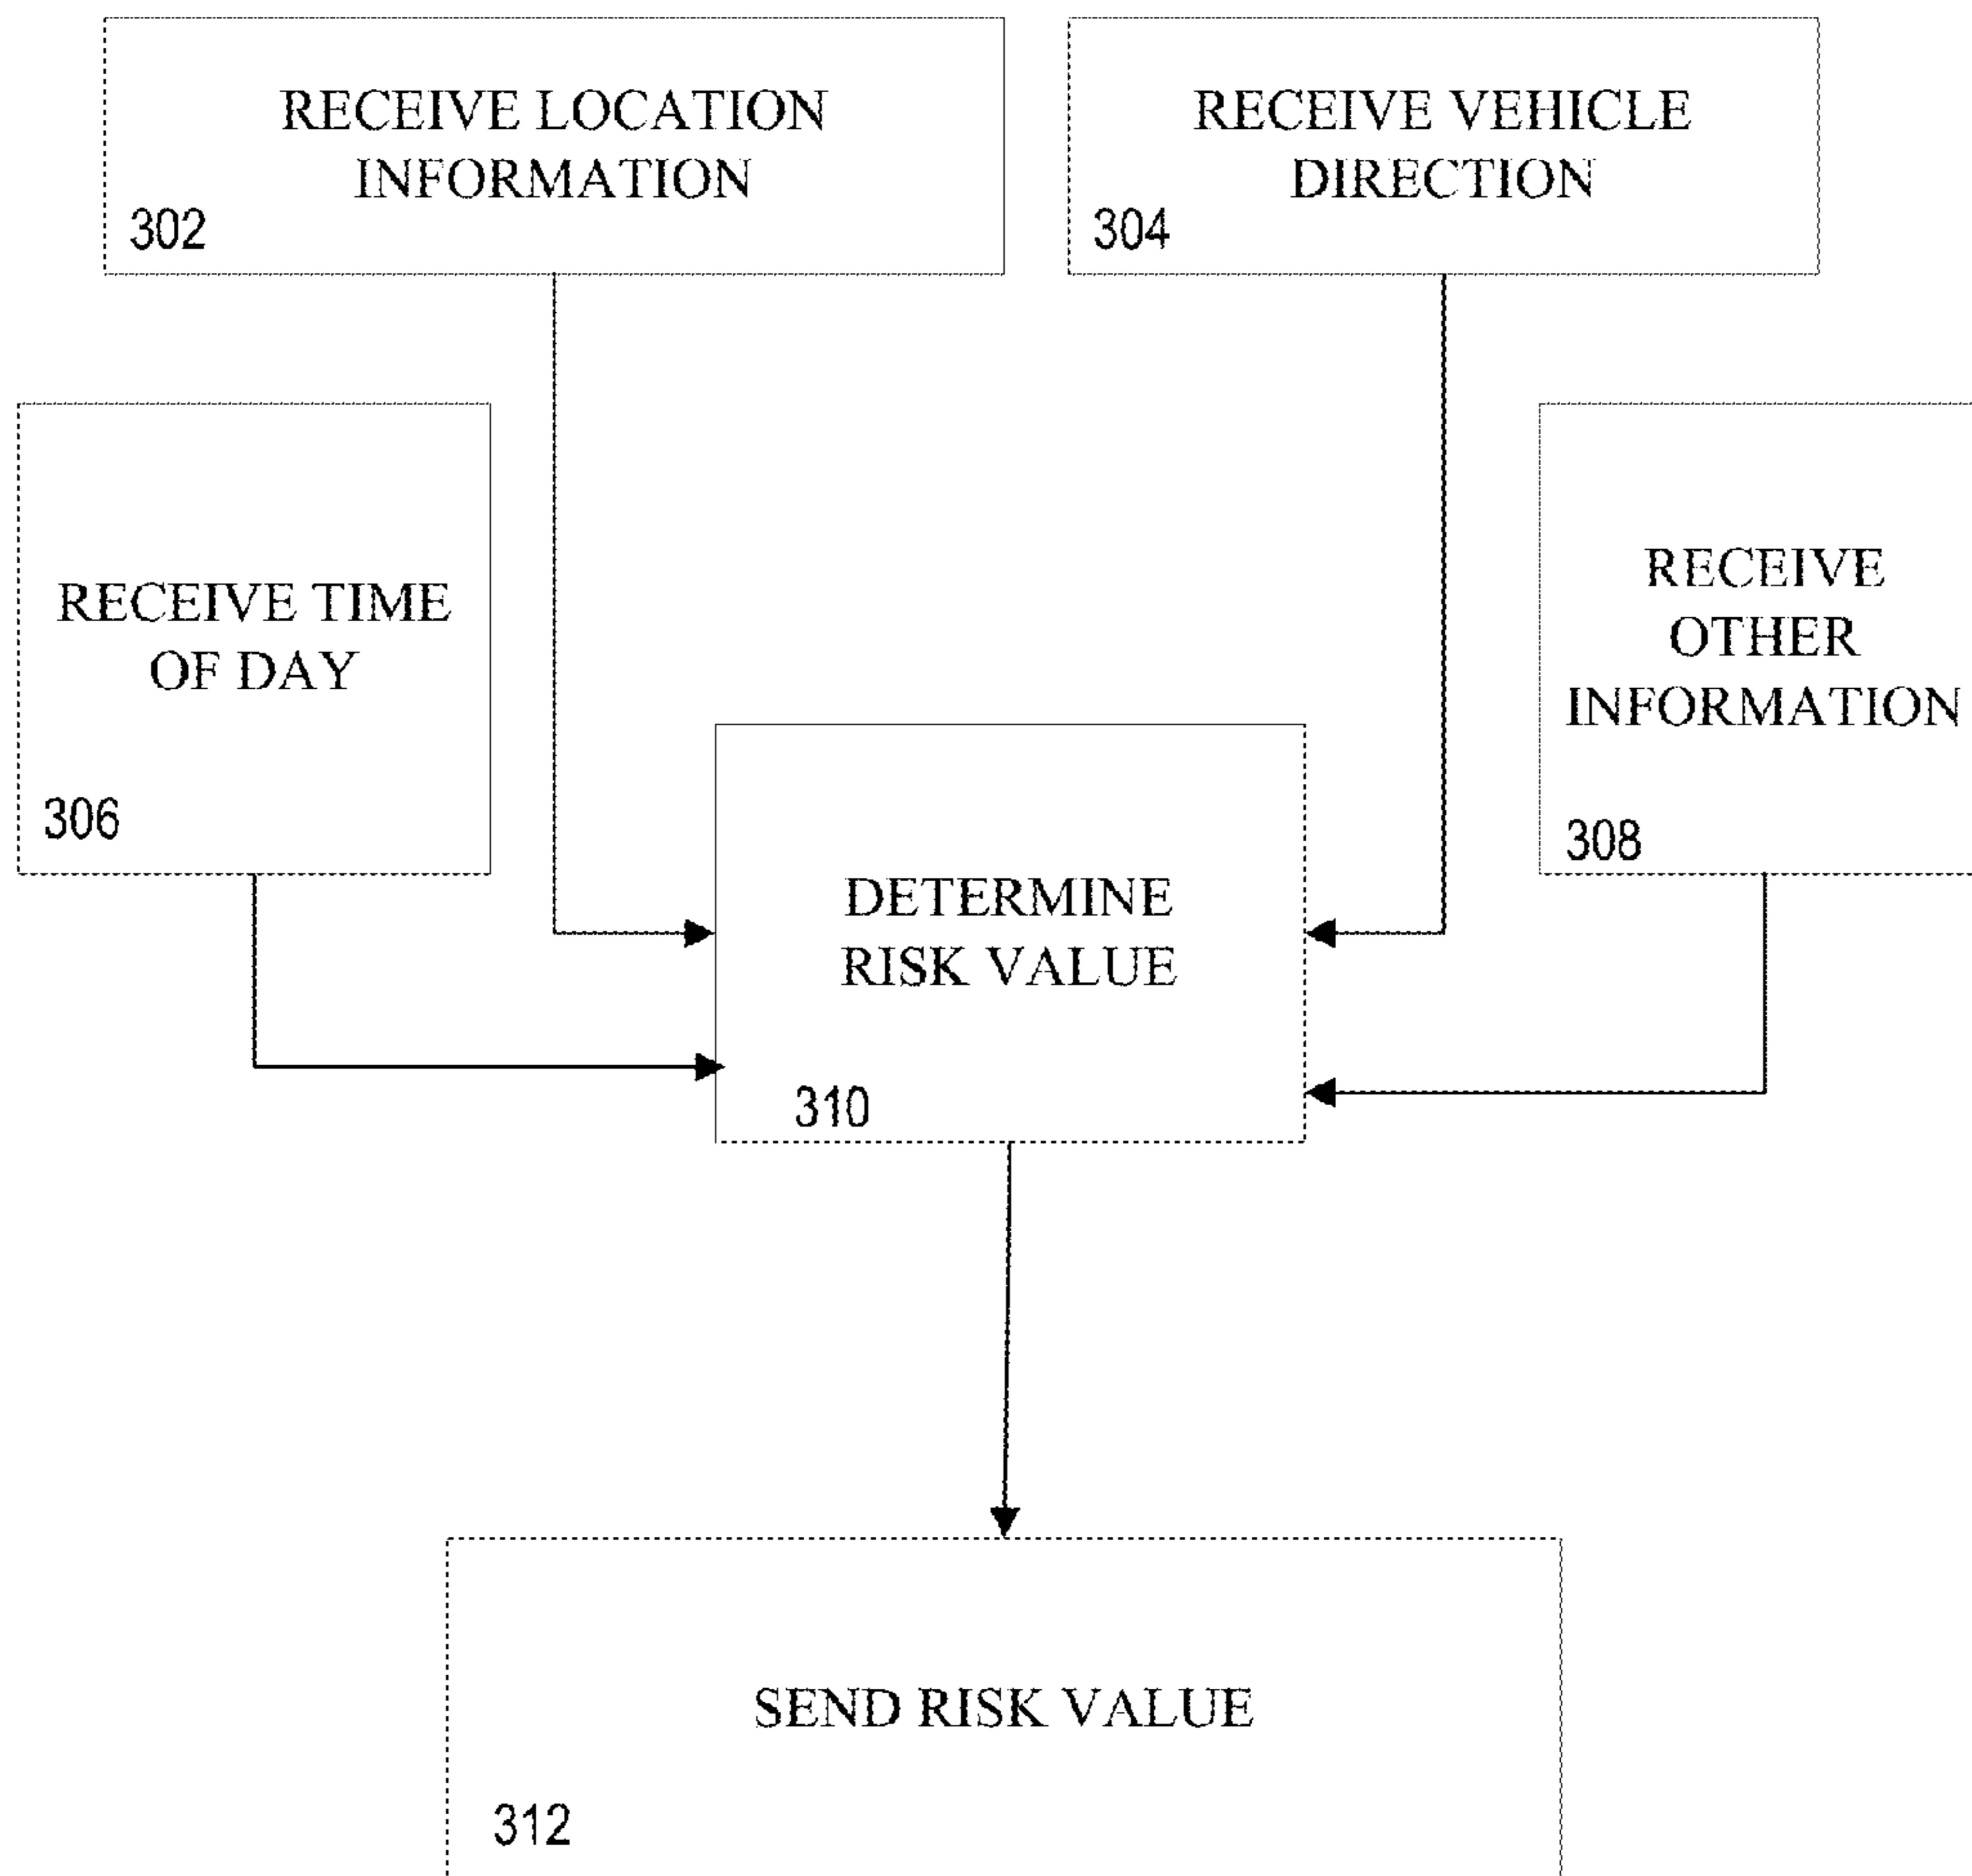 RECEIVE LOCATION
INFORMATION
302
RECEIVE VEHICLE
DIRECTION
304
RECEIVE TIME
OF DAY
306
RECEIVE
OTHER
INFORMATION
308
DETERMINE
RISK VALUE
310
SEND RISK VALUE
312